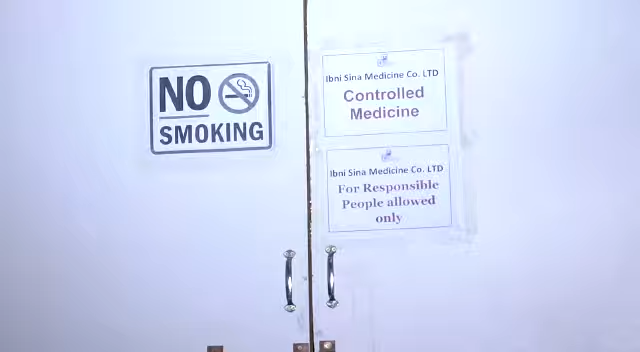 NO
SMOKING
Ibni Sina Medicine Co. LTD
Controlled
Medicine
Ibni Sina Medicine Co. LTD
For Responsible
People allowed
only